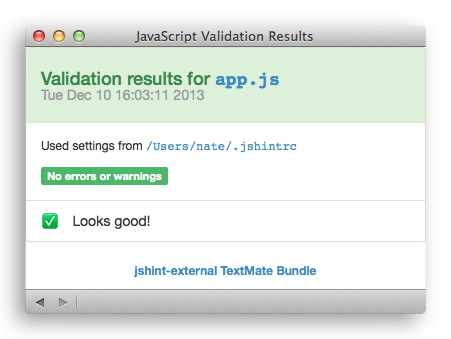 JavaScript Validation Results
Validation results for app.js
Tue Dec 10 16:03:11 2013
Used settings from /Users/nate/.jshintrc
No errors or warnings
Looks good!
jshint-external TextMate Bundle